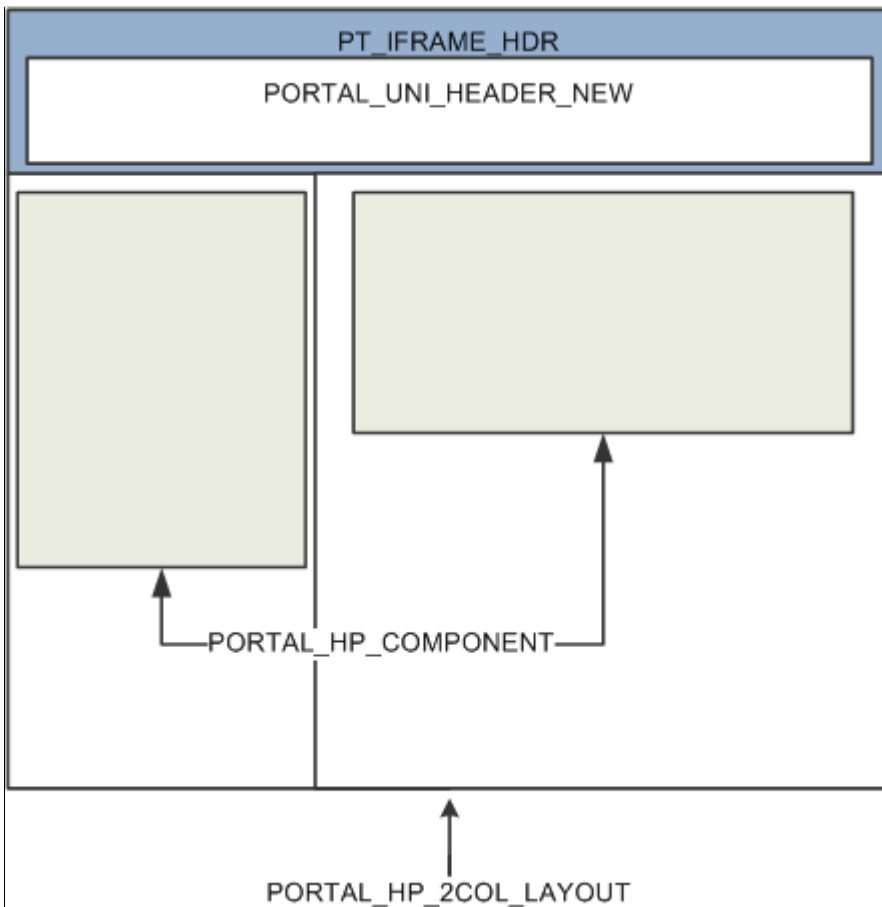 PT_IFRAME_HDR
PORTAL_UNI_HEADER_NEW
PORTAL_HP_COMPONENT
PORTAL_HP_2COL_LAYOUT